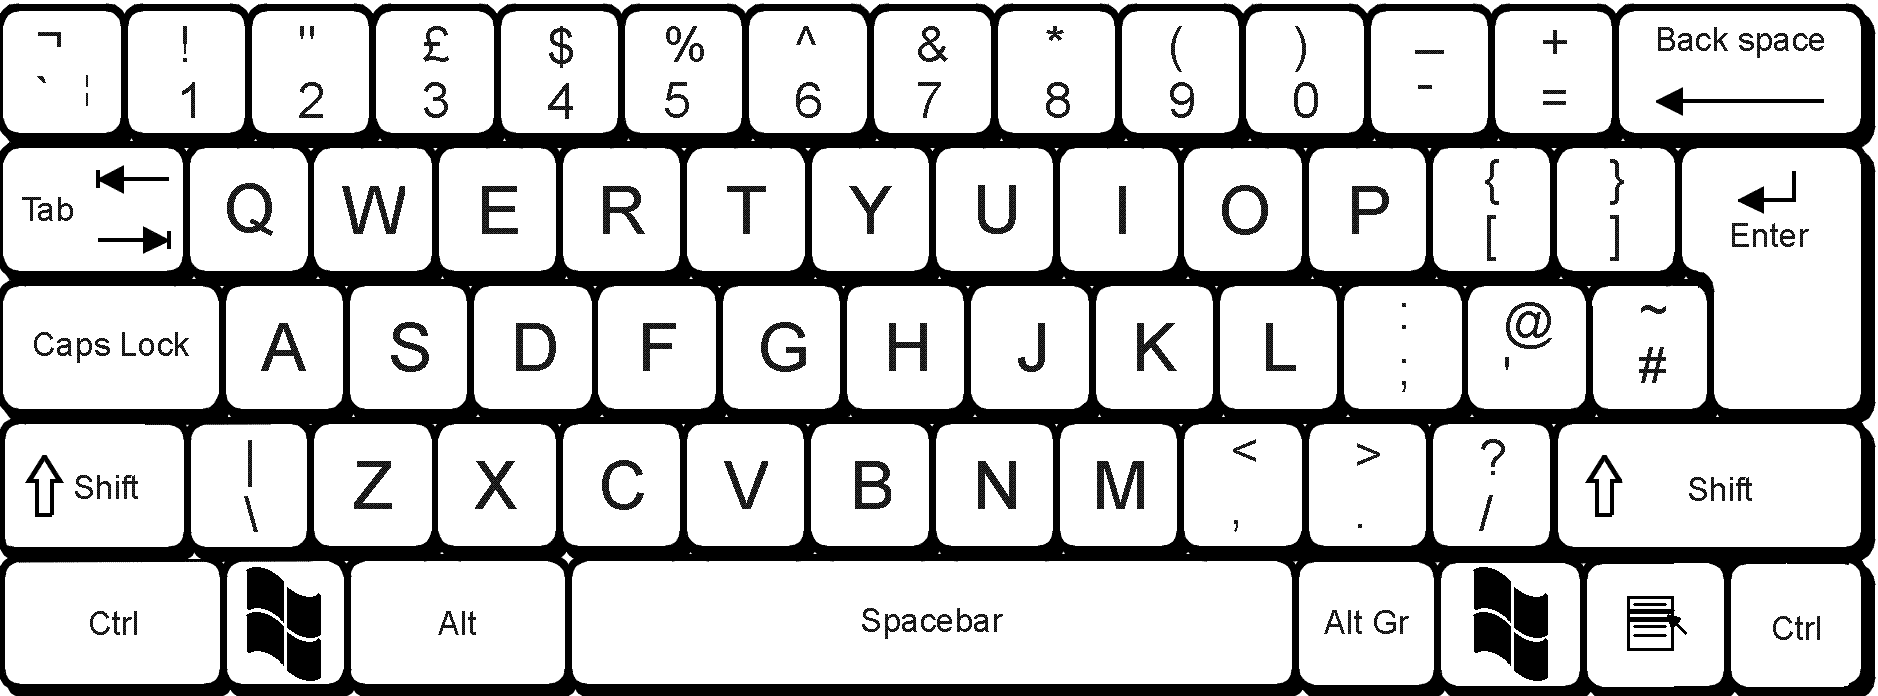 ¬ ! " £ $ % ^ & * ( ) _ + Back space
` ¦ 1 2 3 4 5 6 7 8 9 0 - =
Tab Q W E R T Y U I O P { [ } ] Enter
Caps Lock A S D F G H J K L : ; @ ' ~ #
Shift | \ Z X C V B N M < , > . ? / Shift
Ctrl Alt Spacebar Alt Gr Ctrl